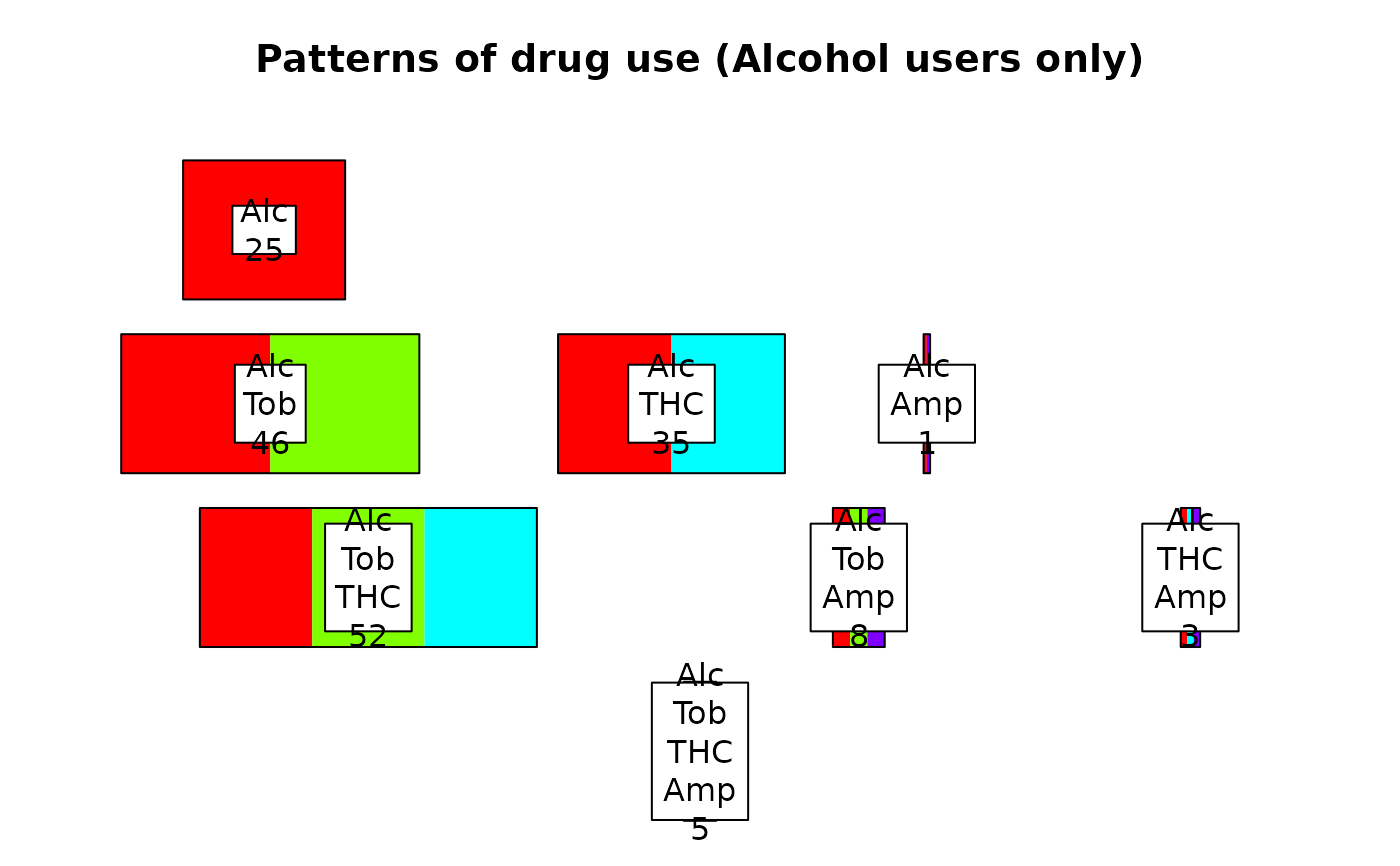 Patterns of drug use (Alcohol users only)
Alc
25
Alc
Tob
46
Alc
THC
35
Alc
Amp
1
Alc
Tob
THC
52
Alc
Tob
Amp
8
Alc
THC
Amp
3
Alc
Tob
THC
Amp
5